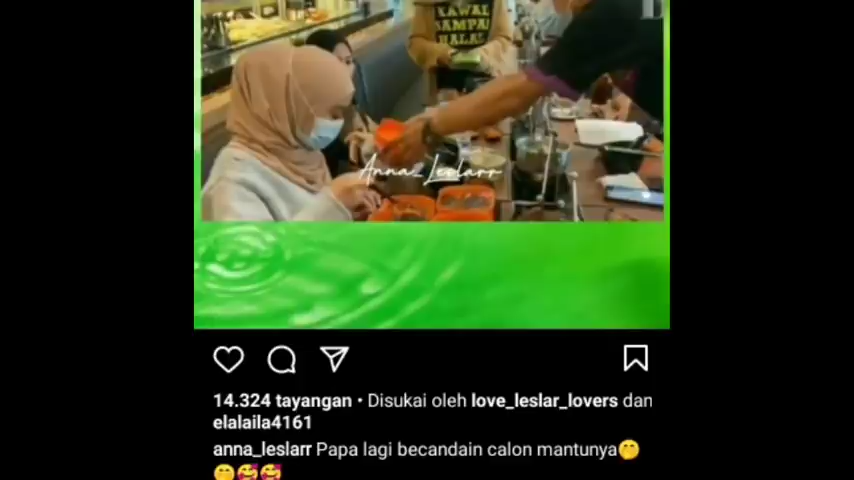 KAWAL
SAMPAI
HALAL
Anna_Leslarr
14.324 tayangan • Disukai oleh love_leslar_lovers dan
elalaila4161
anna_leslarr Papa lagi becandain calon mantunya🤭
🤭🥰🥰